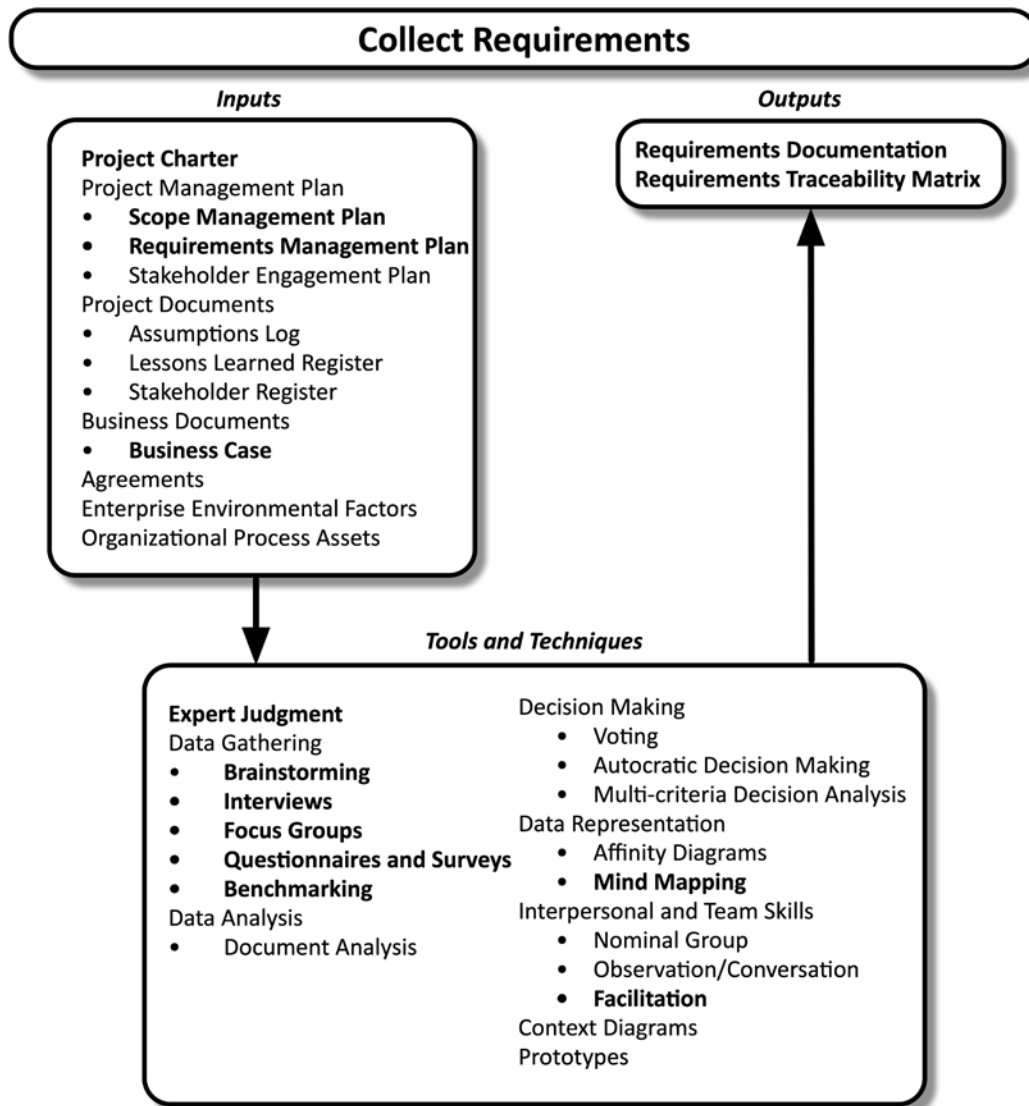 Collect Requirements
Inputs
Project Charter
Project Management Plan
• Scope Management Plan
• Requirements Management Plan
• Stakeholder Engagement Plan
Project Documents
• Assumptions Log
• Lessons Learned Register
• Stakeholder Register
Business Documents
• Business Case
Agreements
Enterprise Environmental Factors
Organizational Process Assets
Outputs
Requirements Documentation
Requirements Traceability Matrix
Tools and Techniques
Expert Judgment
Data Gathering
• Brainstorming
• Interviews
• Focus Groups
• Questionnaires and Surveys
• Benchmarking
Data Analysis
• Document Analysis
Decision Making
• Voting
• Autocratic Decision Making
• Multi-criteria Decision Analysis
Data Representation
• Affinity Diagrams
• Mind Mapping
Interpersonal and Team Skills
• Nominal Group
• Observation/Conversation
• Facilitation
Context Diagrams
Prototypes